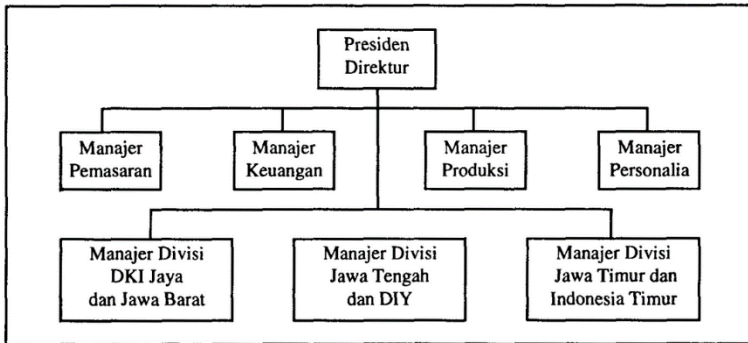 Presiden
Direktur
Manajer
Pemasaran
Manajer
Keuangan
Manajer
Produksi
Manajer
Personalia
Manajer Divisi
DKI Jaya
dan Jawa Barat
Manajer Divisi
Jawa Tengah
dan DIY
Manajer Divisi
Jawa Timur dan
Indonesia Timur